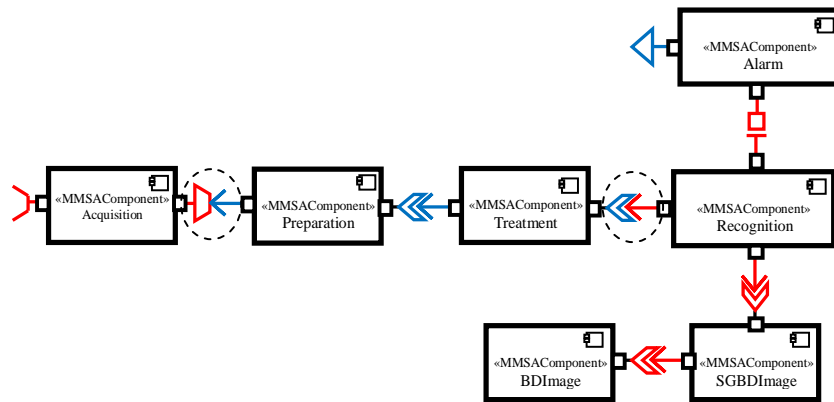 «MMSAComponent»
Alarm
«MMSAComponent»
Acquisition
«MMSAComponent»
Preparation
«MMSAComponent»
Treatment
«MMSAComponent»
Recognition
«MMSAComponent»
BDImage
«MMSAComponent»
SGBDImage